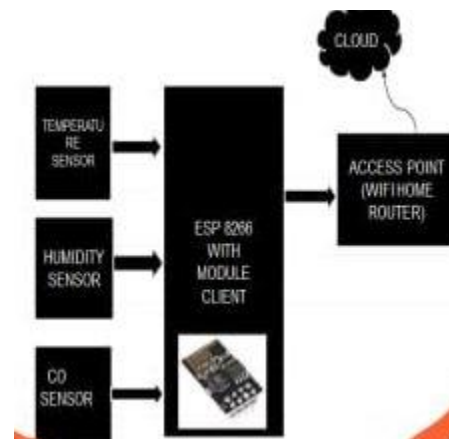 CLOUD
TEMPERATU
RE
SENSOR
ACCESS POINT
(WIFI HOME
ROUTER)
ESP 8266
WITH
MODULE
CLIENT
HUMIDITY
SENSOR
CO
SENSOR